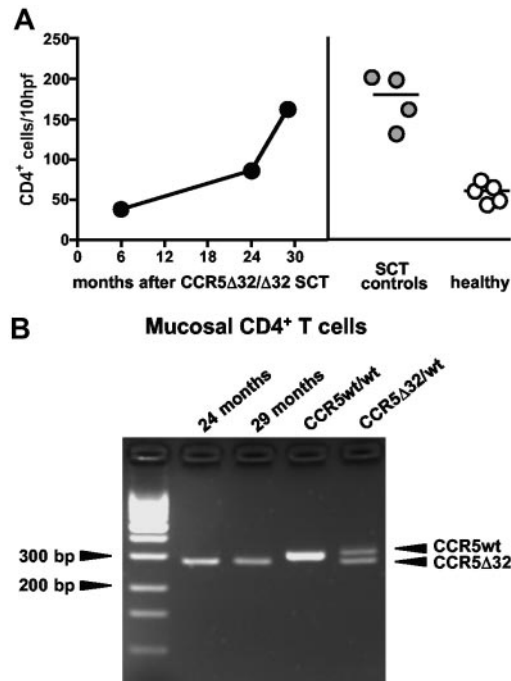 A
CD4⁺ cells/10hpf
250
200
150
100
50
0
0 6 12 18 24 30
months after CCR5Δ32/Δ32 SCT
SCT controls
healthy
B
Mucosal CD4⁺ T cells
24 months
29 months
CCR5wt/wt
CCR5Δ32/wt
300 bp
200 bp
CCR5wt
CCR5Δ32